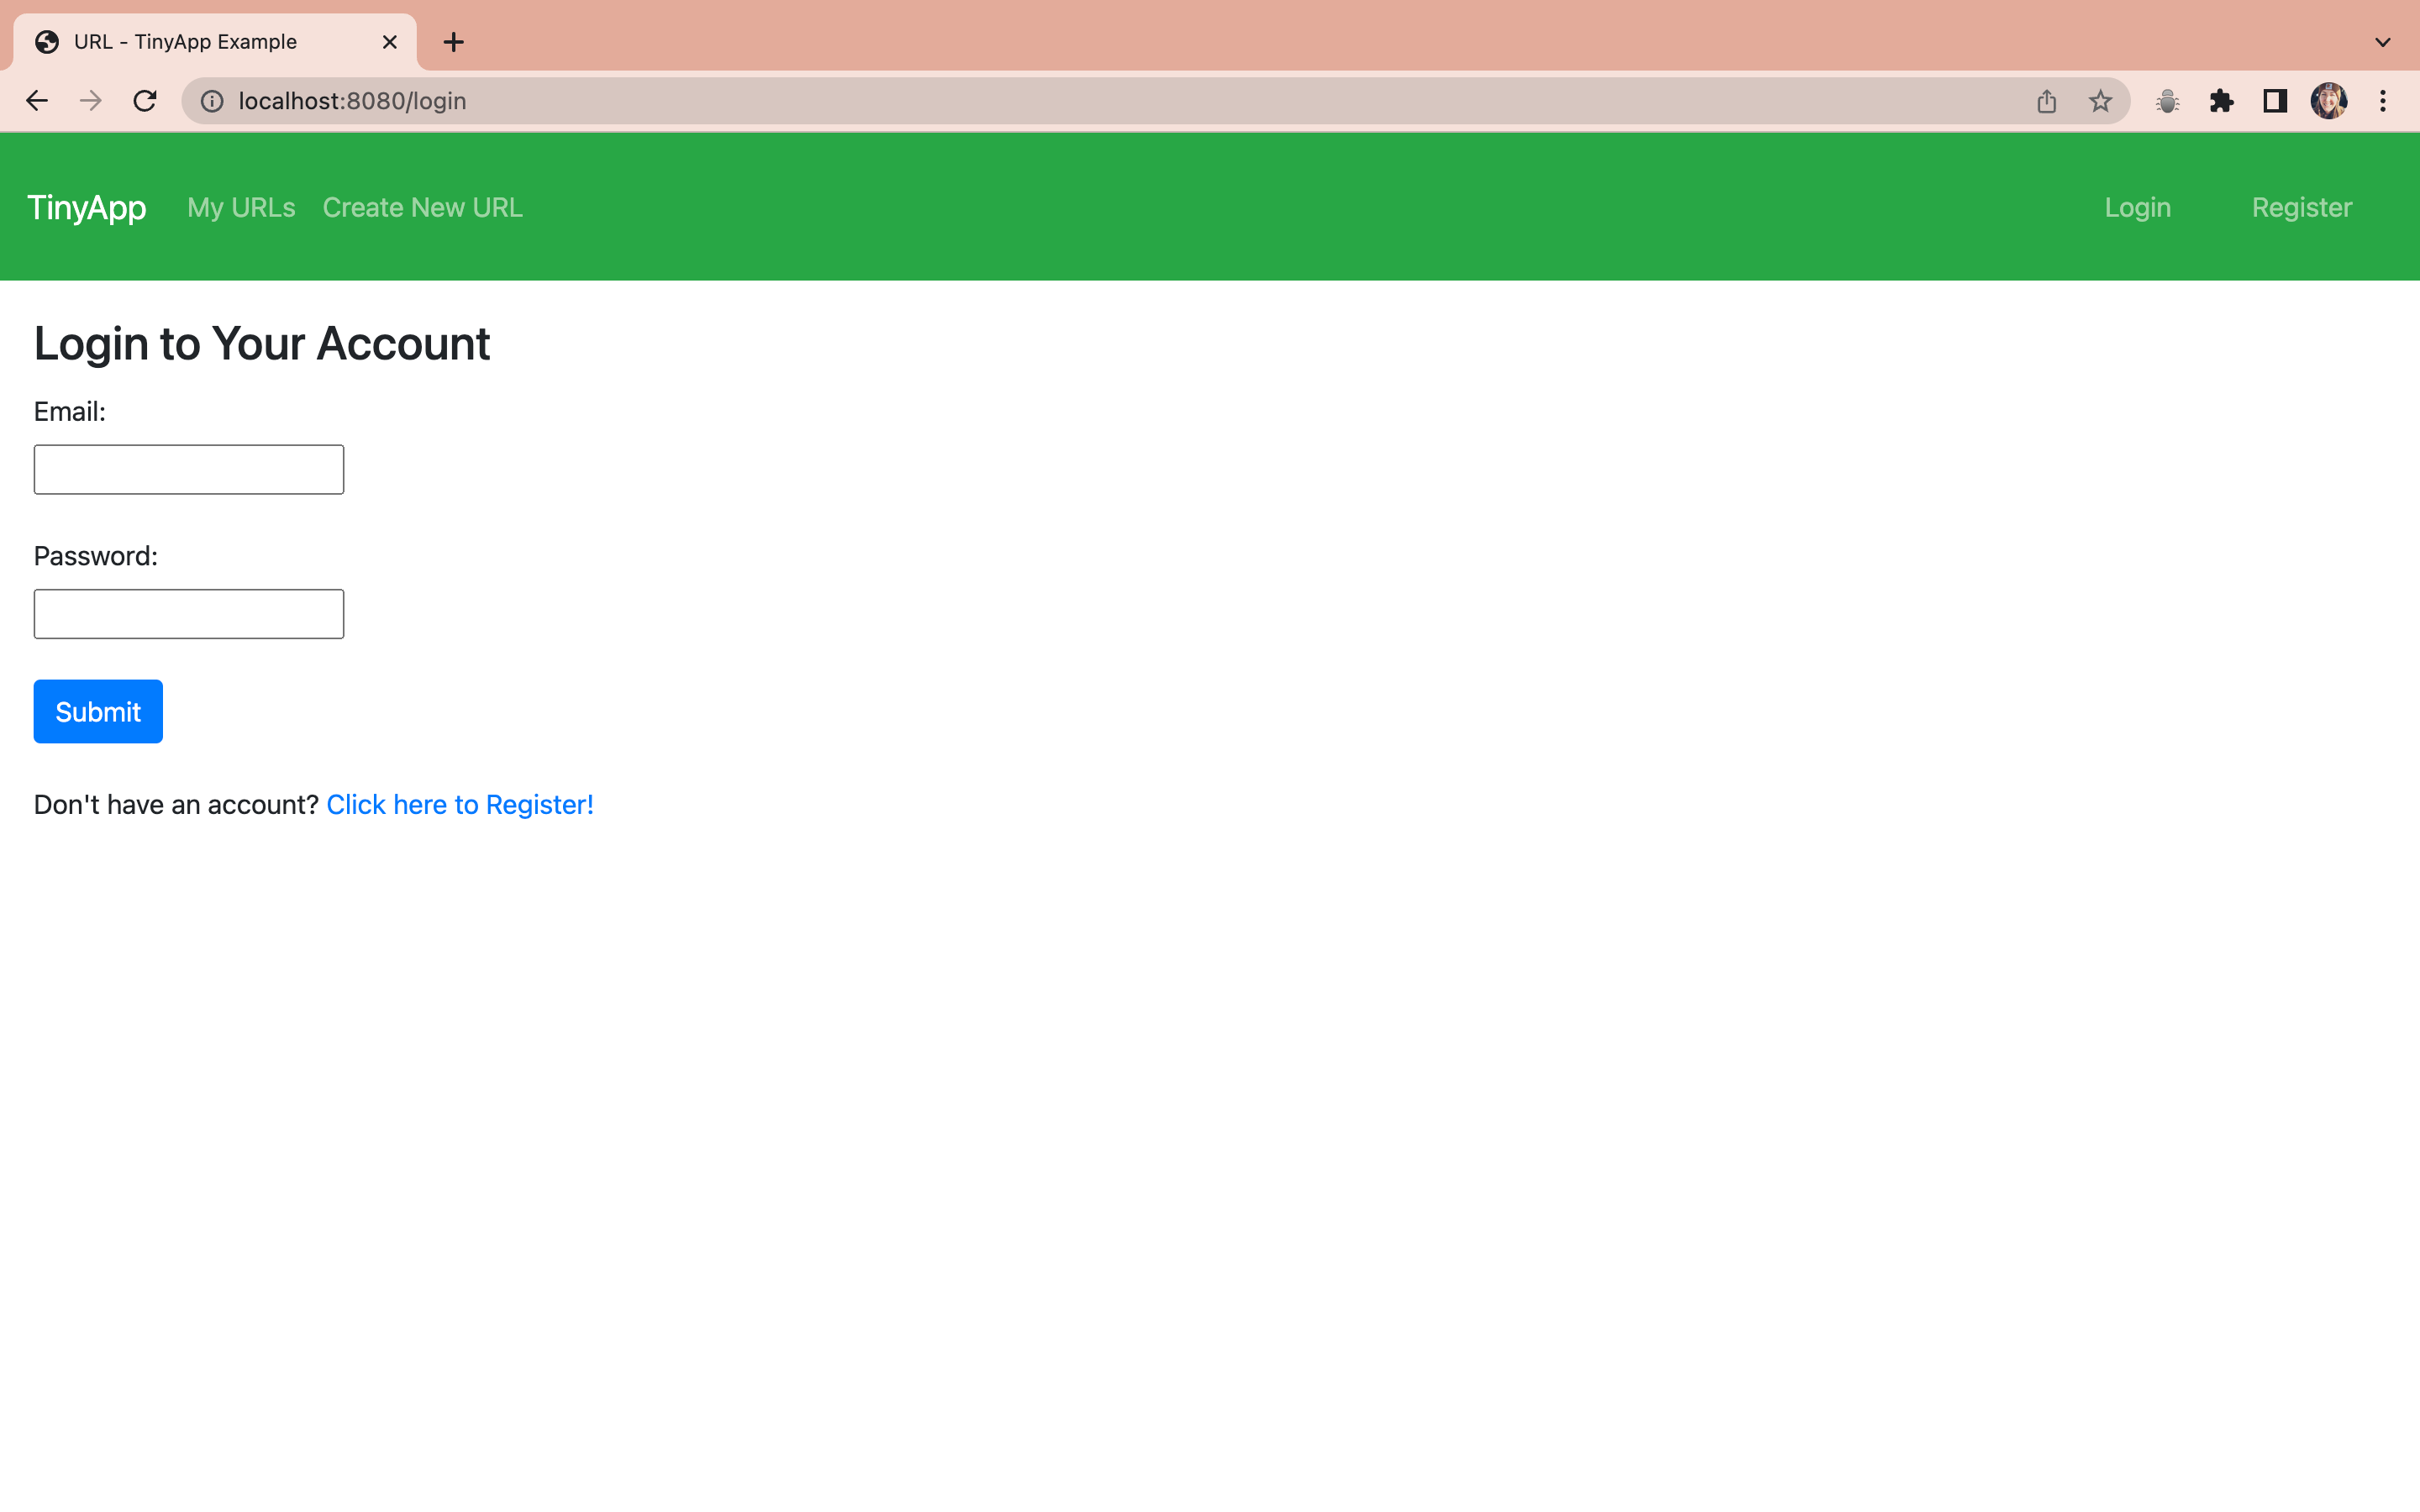 URL - TinyApp Example
localhost:8080/login
TinyApp My URLs Create New URL Login Register
Login to Your Account
Email:
Password:
Submit
Don't have an account? Click here to Register!